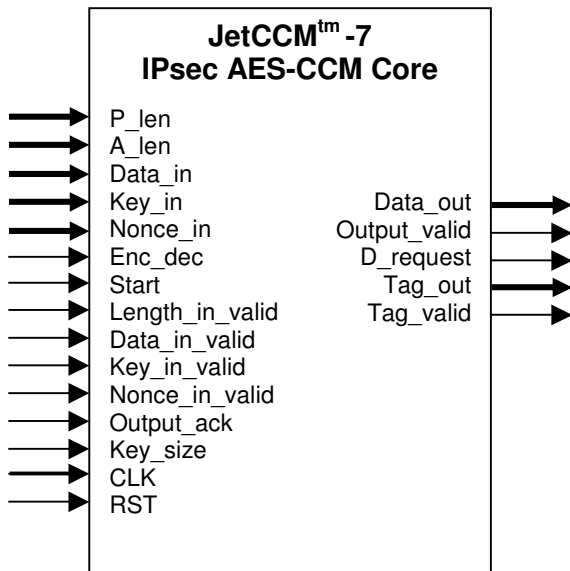 JetCCMtm -7
IPsec AES-CCM Core
P_len
A_len
Data_in
Key_in
Nonce_in
Enc_dec
Start
Length_in_valid
Data_in_valid
Key_in_valid
Nonce_in_valid
Output_ack
Key_size
CLK
RST
Data_out
Output_valid
D_request
Tag_out
Tag_valid